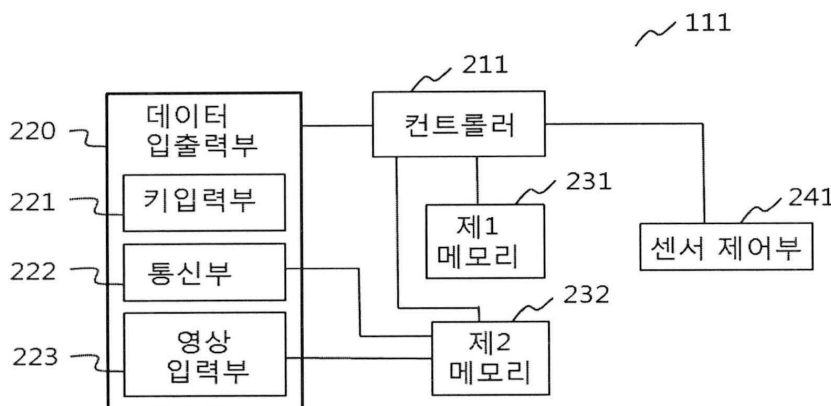 111
211
컨트롤러
220
데이터
입출력부
221
키입력부
222
통신부
223
영상
입력부
231
제1
메모리
232
제2
메모리
241
센서 제어부